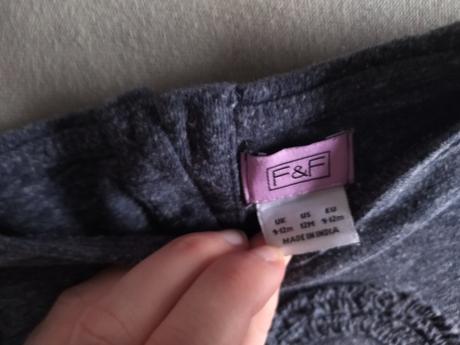 F&F
UK US EU
9-12m 12M 9-12m
MADE IN INDIA